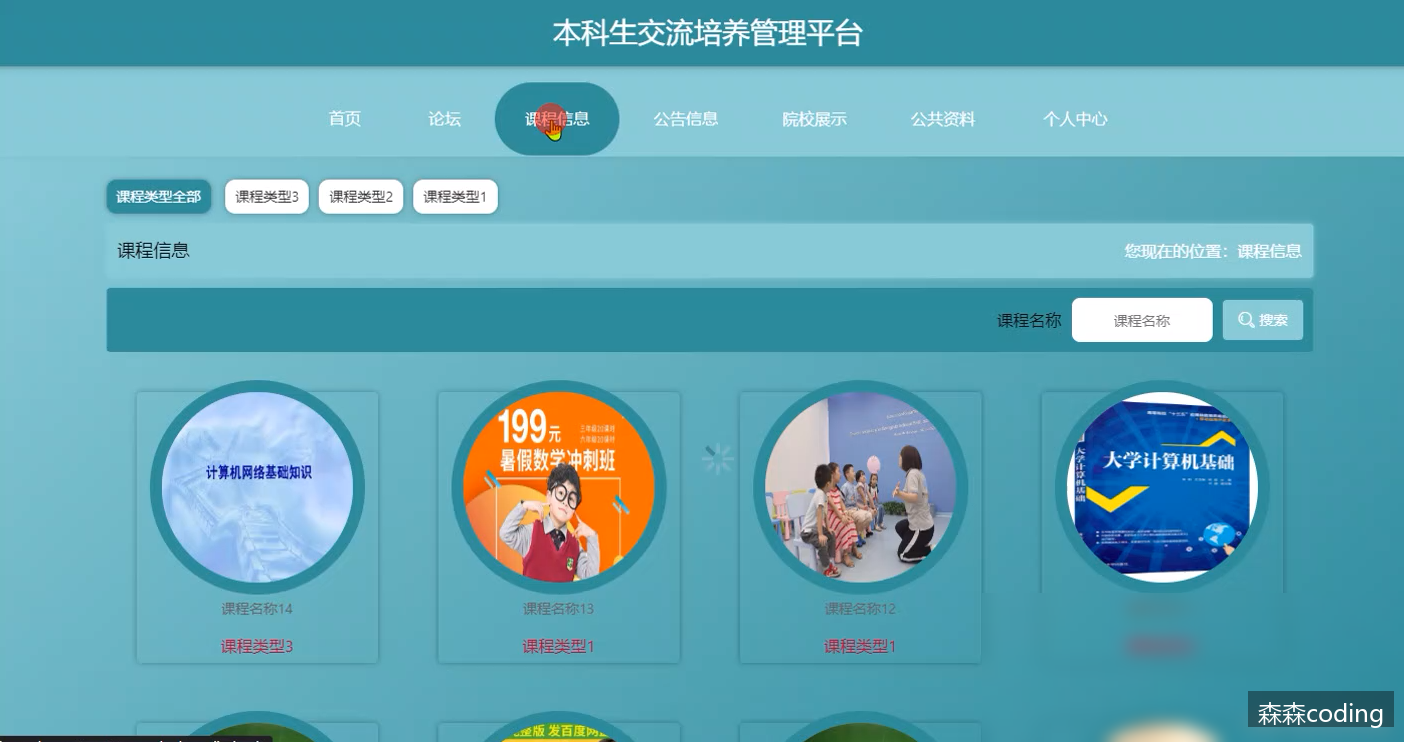 本科生交流培养管理平台
首页 论坛 课程信息 公告信息 院校展示 公共资料 个人中心
课程类型全部 课程类型3 课程类型2 课程类型1
课程信息 您现在的位置：课程信息
课程名称 课程名称 搜索
计算机网络基础知识
199元
暑假数学冲刺班
大学计算机基础
大学计算机基础
课程名称14 课程名称13 课程名称12
课程类型3 课程类型1 课程类型1
森森coding